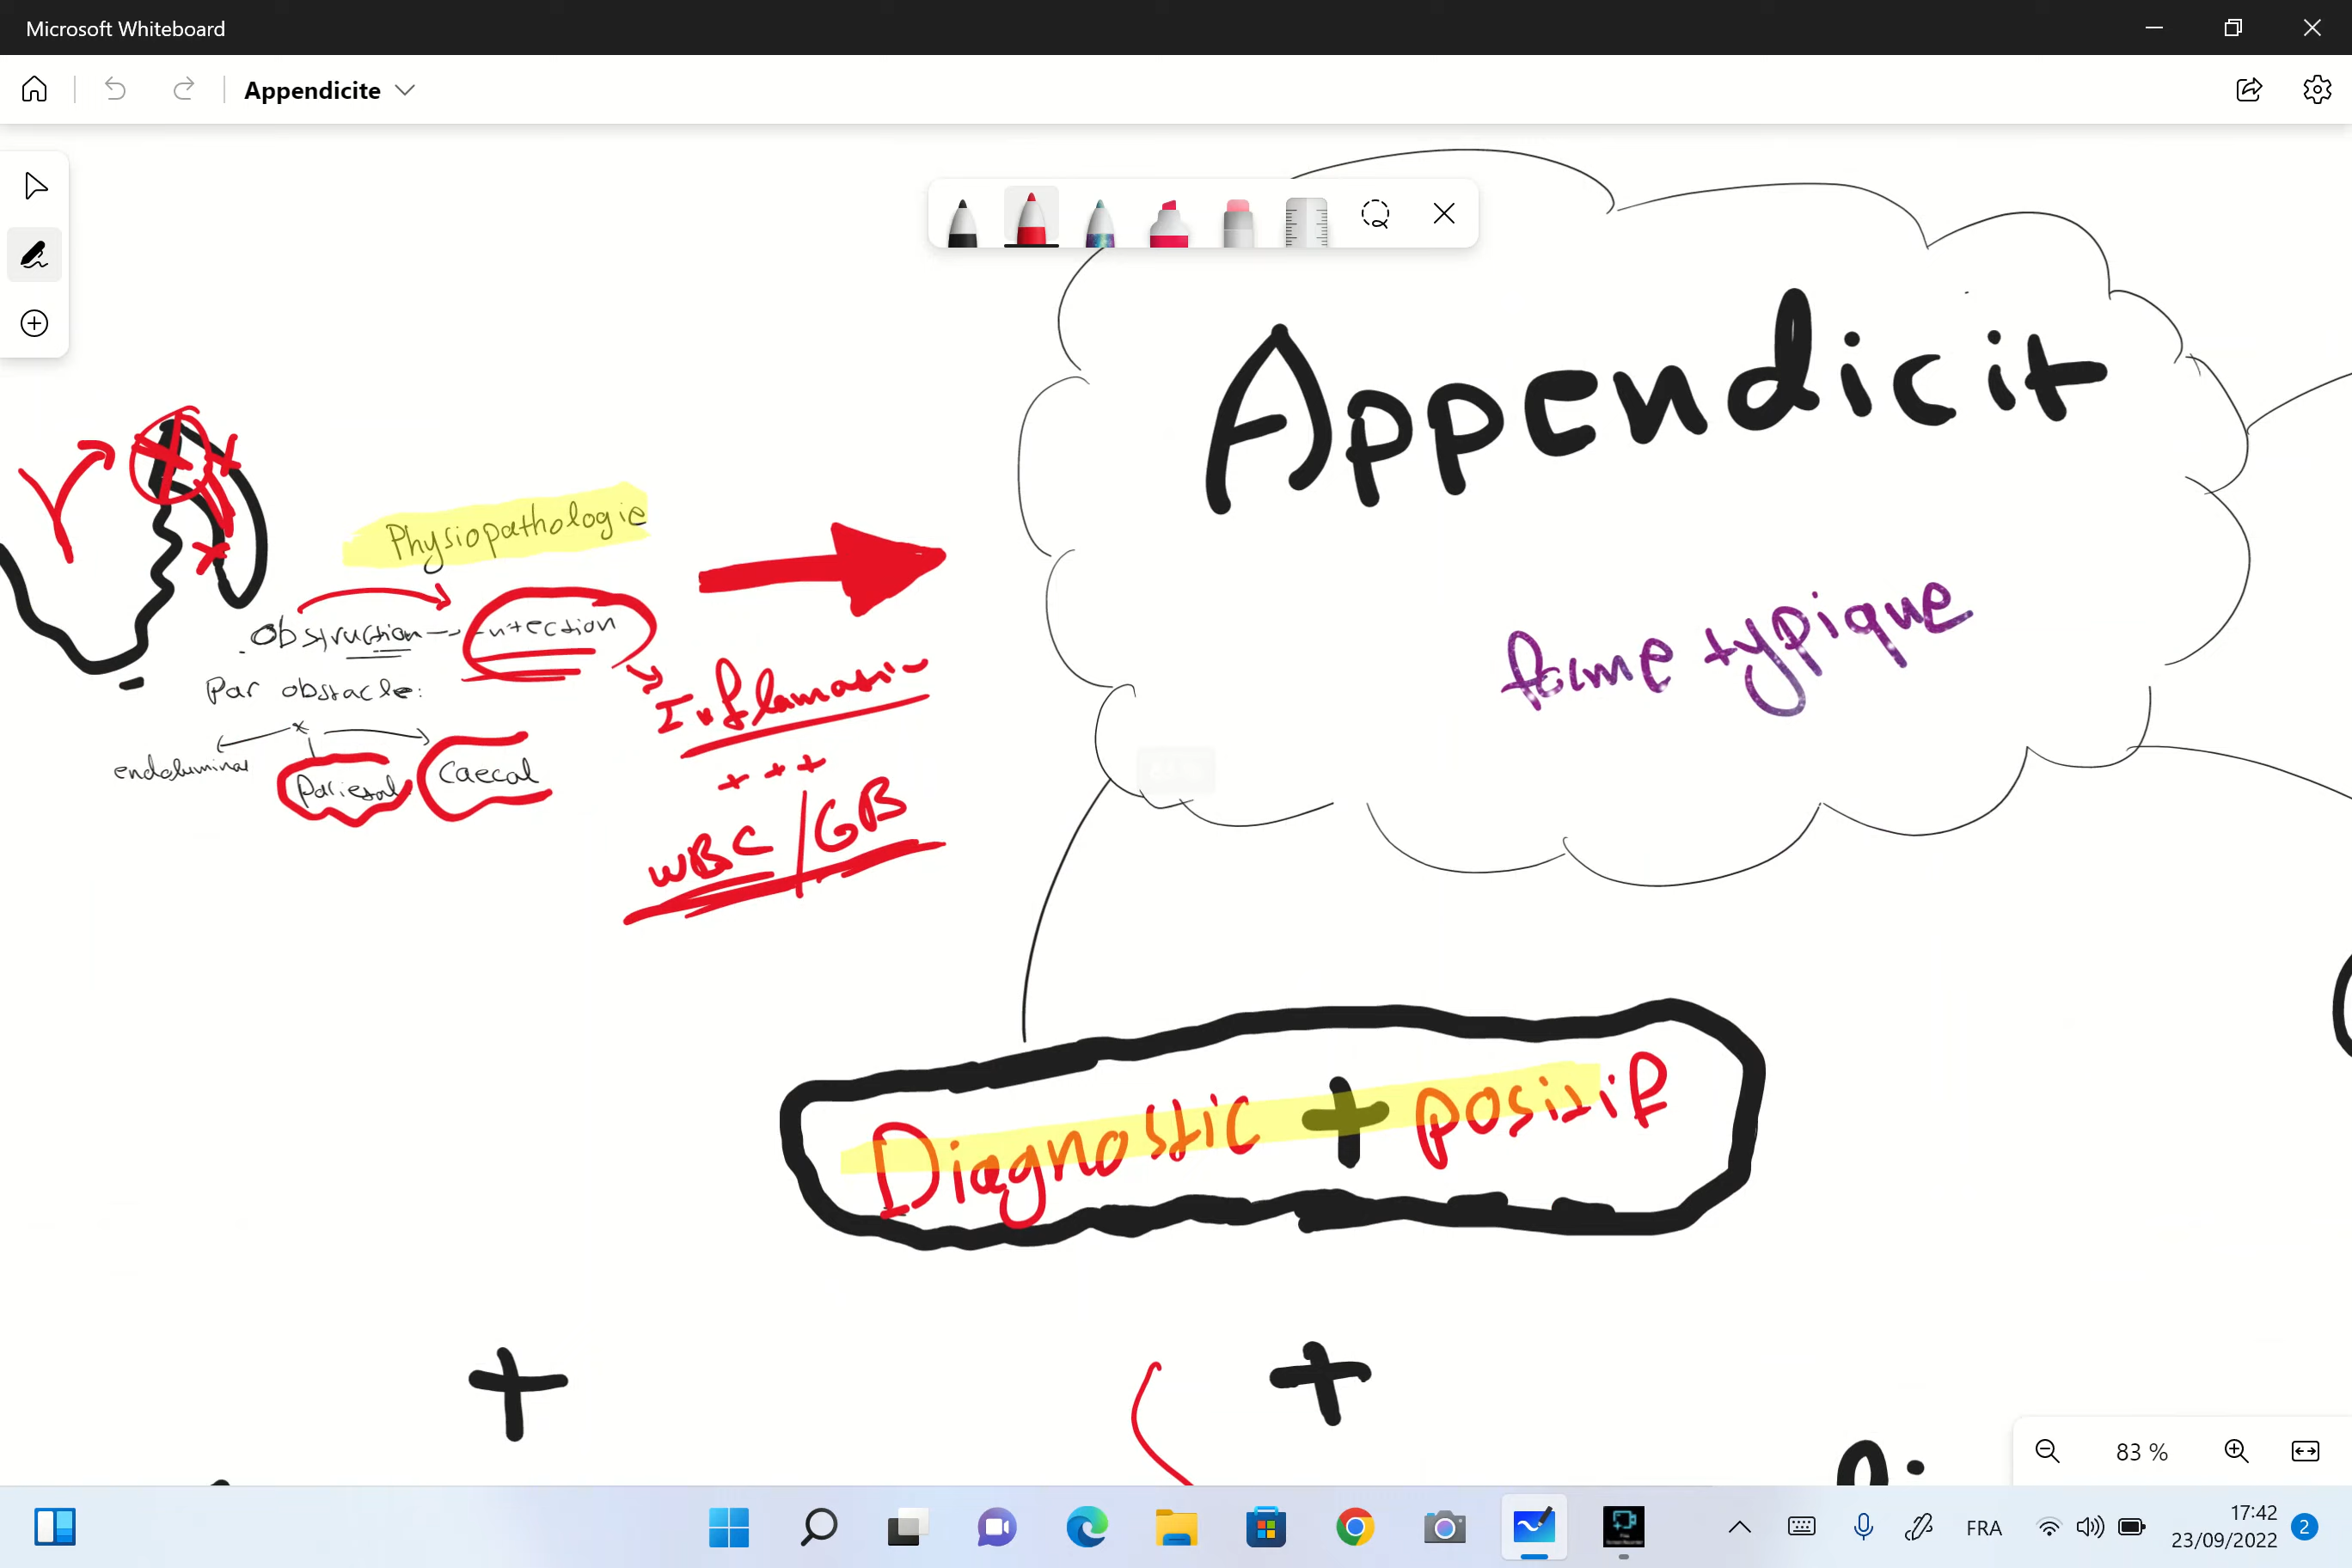 Microsoft Whiteboard
Appendicite
Appendicit
forme typique
Physiopathologie
Obstruction → infection
Inflamation
+++
WBC / GB
Par obstacle:
endoluminal
Parietal
Caecal
Diagnostic + positif
+ +
83 %
FRA
17:42
23/09/2022
2